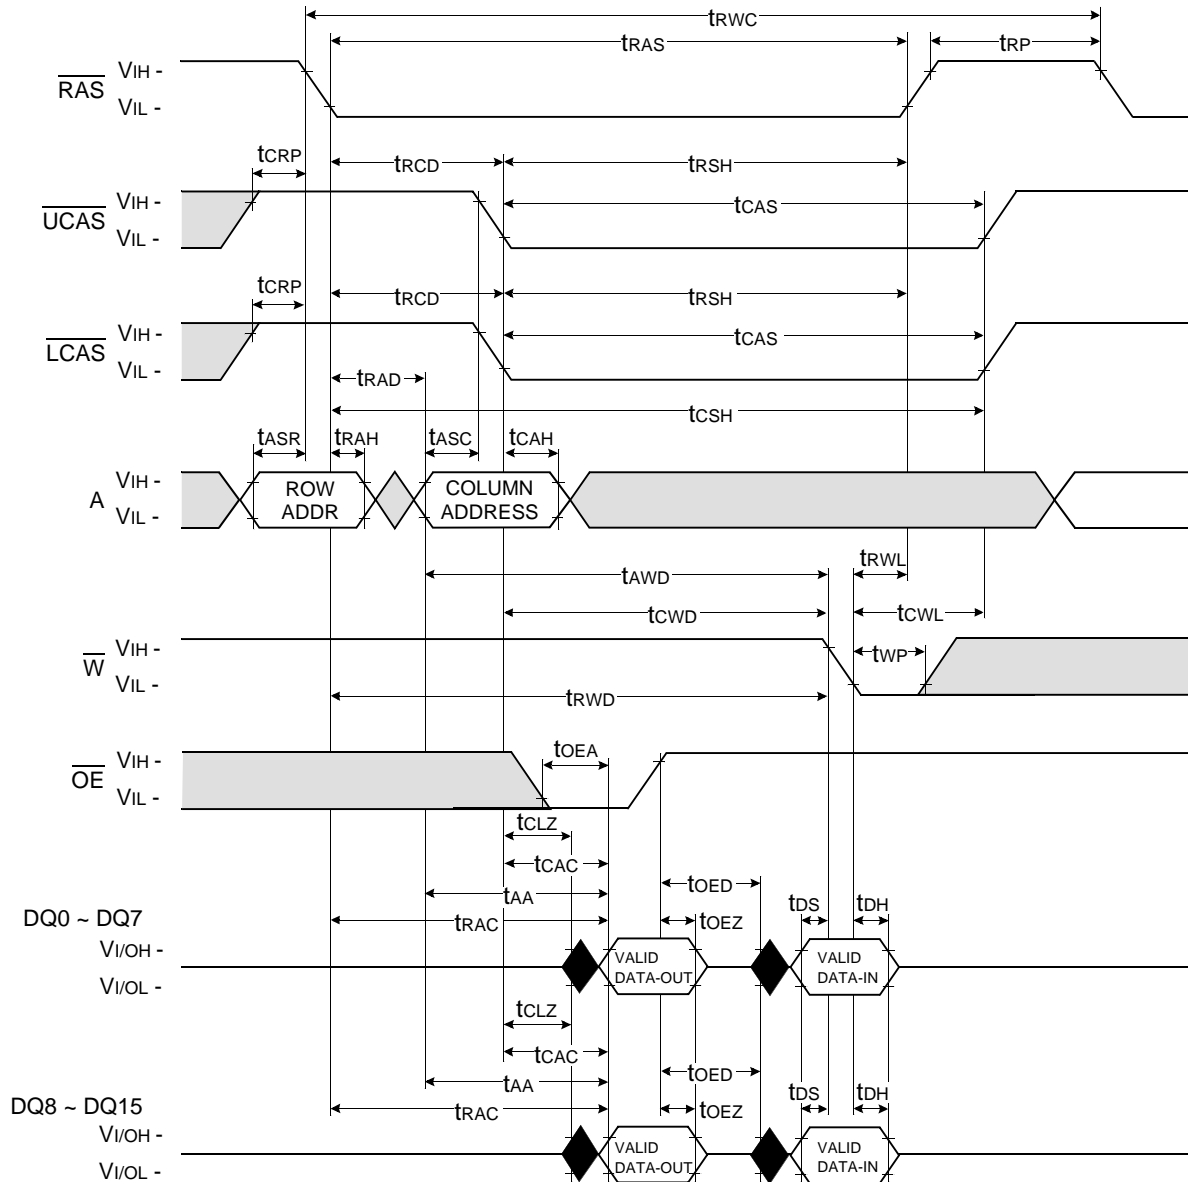 tRWC
tRAS
tRP
RAS
VIH -
VIL -
tCRP
tRCD
tRSH
UCAS
VIH -
VIL -
tCAS
tCRP
tRCD
tRSH
LCAS
VIH -
VIL -
tCAS
tRAD
tCSH
tASR
tRAH
tASC
tCAH
A
VIH -
VIL -
ROW
ADDR
COLUMN
ADDRESS
tAWD
tRWL
tCWD
tCWL
W
VIH -
VIL -
tWP
tRWD
OE
VIH -
VIL -
tOEA
tCLZ
tCAC
tAA
tOED
tRAC
tOEZ
tDS
tDH
DQ0 ~ DQ7
VI/OH -
VI/OL -
VALID
DATA-OUT
VALID
DATA-IN
tCLZ
tCAC
tAA
tOED
tRAC
tOEZ
tDS
tDH
DQ8 ~ DQ15
VI/OH -
VI/OL -
VALID
DATA-OUT
VALID
DATA-IN